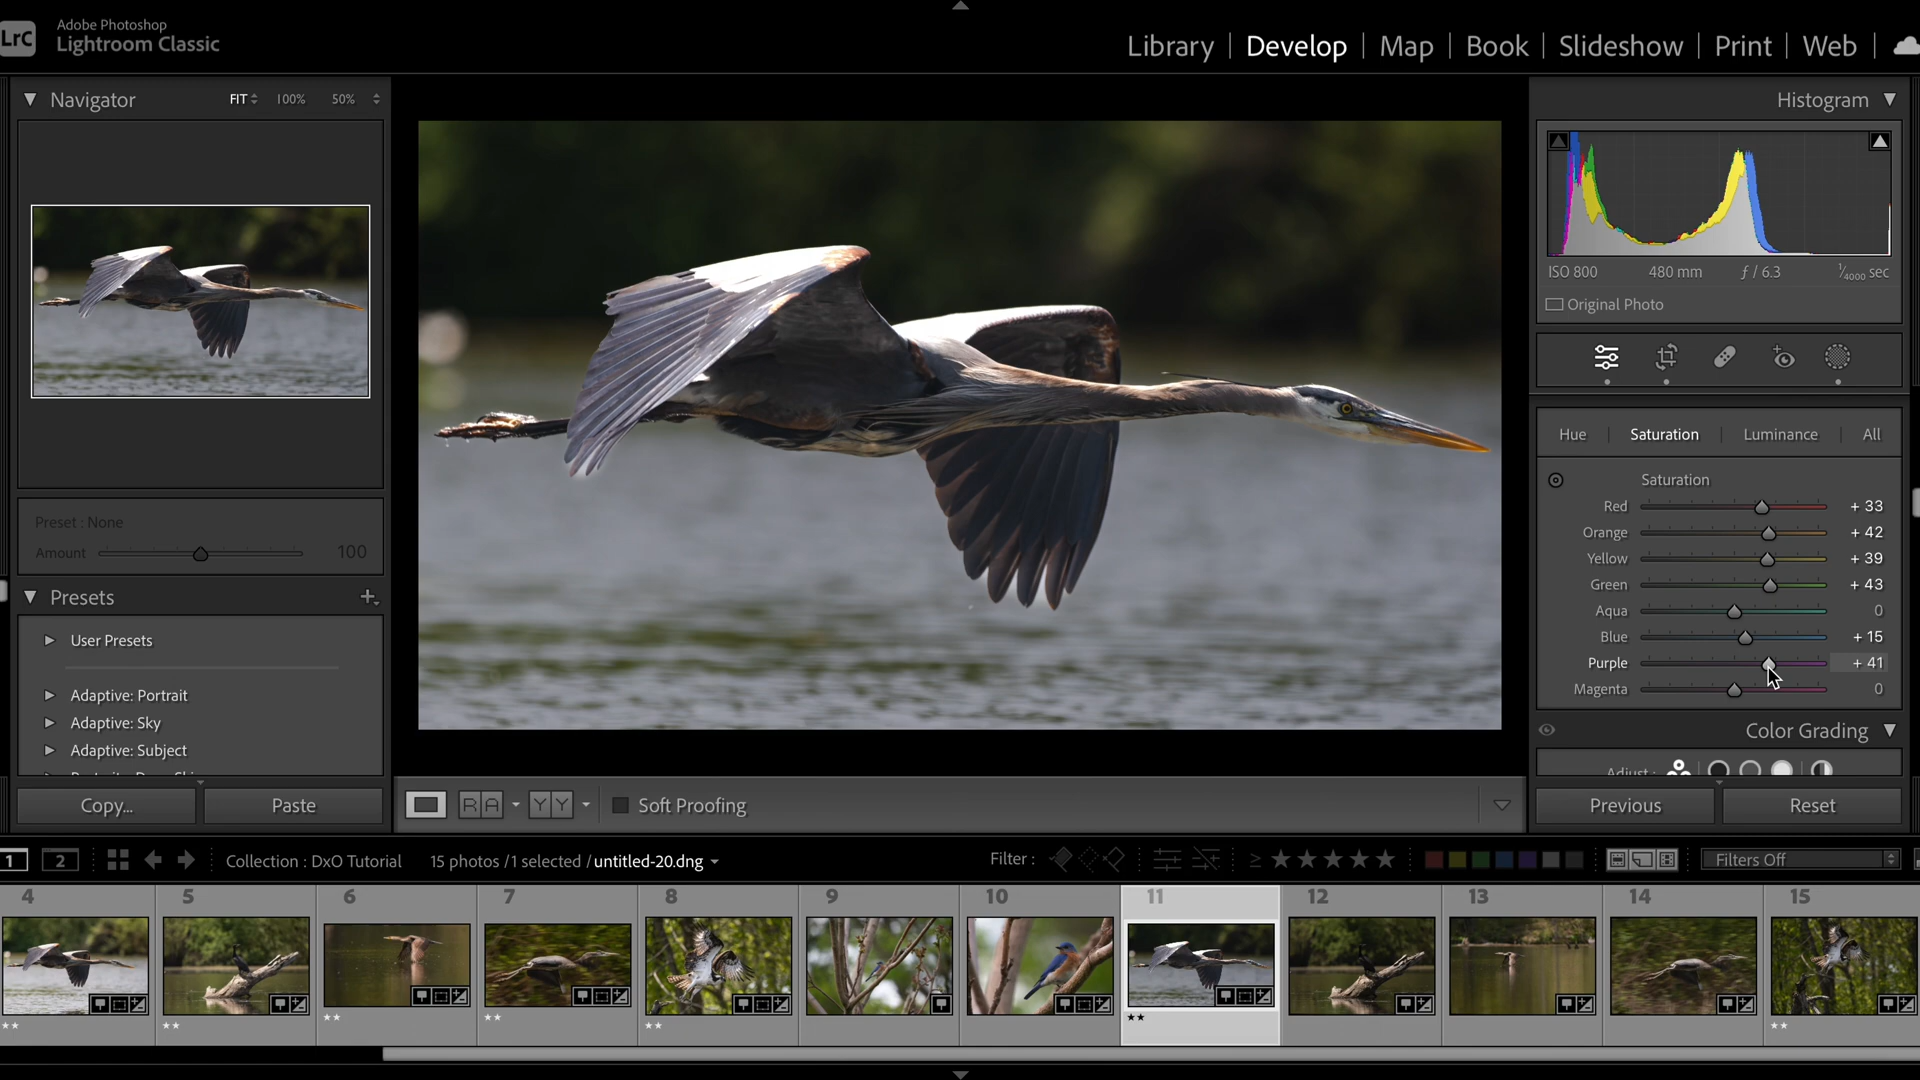 LrC
Adobe Photoshop
Lightroom Classic
Library | Develop | Map | Book | Slideshow | Print | Web |
Navigator FIT 100% 50%
Histogram
ISO 800 480 mm ƒ / 6.3 1/4000 sec
Original Photo
Hue Saturation Luminance All
Saturation
Red + 33
Orange + 42
Yellow + 39
Green + 43
Aqua 0
Blue + 15
Purple + 41
Magenta 0
Color Grading
Adjust :
Previous Reset
Preset : None
Amount 100
Presets
User Presets
Adaptive: Portrait
Adaptive: Sky
Adaptive: Subject
Copy... Paste
R A Y Y Soft Proofing
1 2 Collection : DxO Tutorial 15 photos /1 selected /untitled-20.dng Filter : ≥ ★★★★★ Filters Off
4 5 6 7 8 9 10 11 12 13 14 15